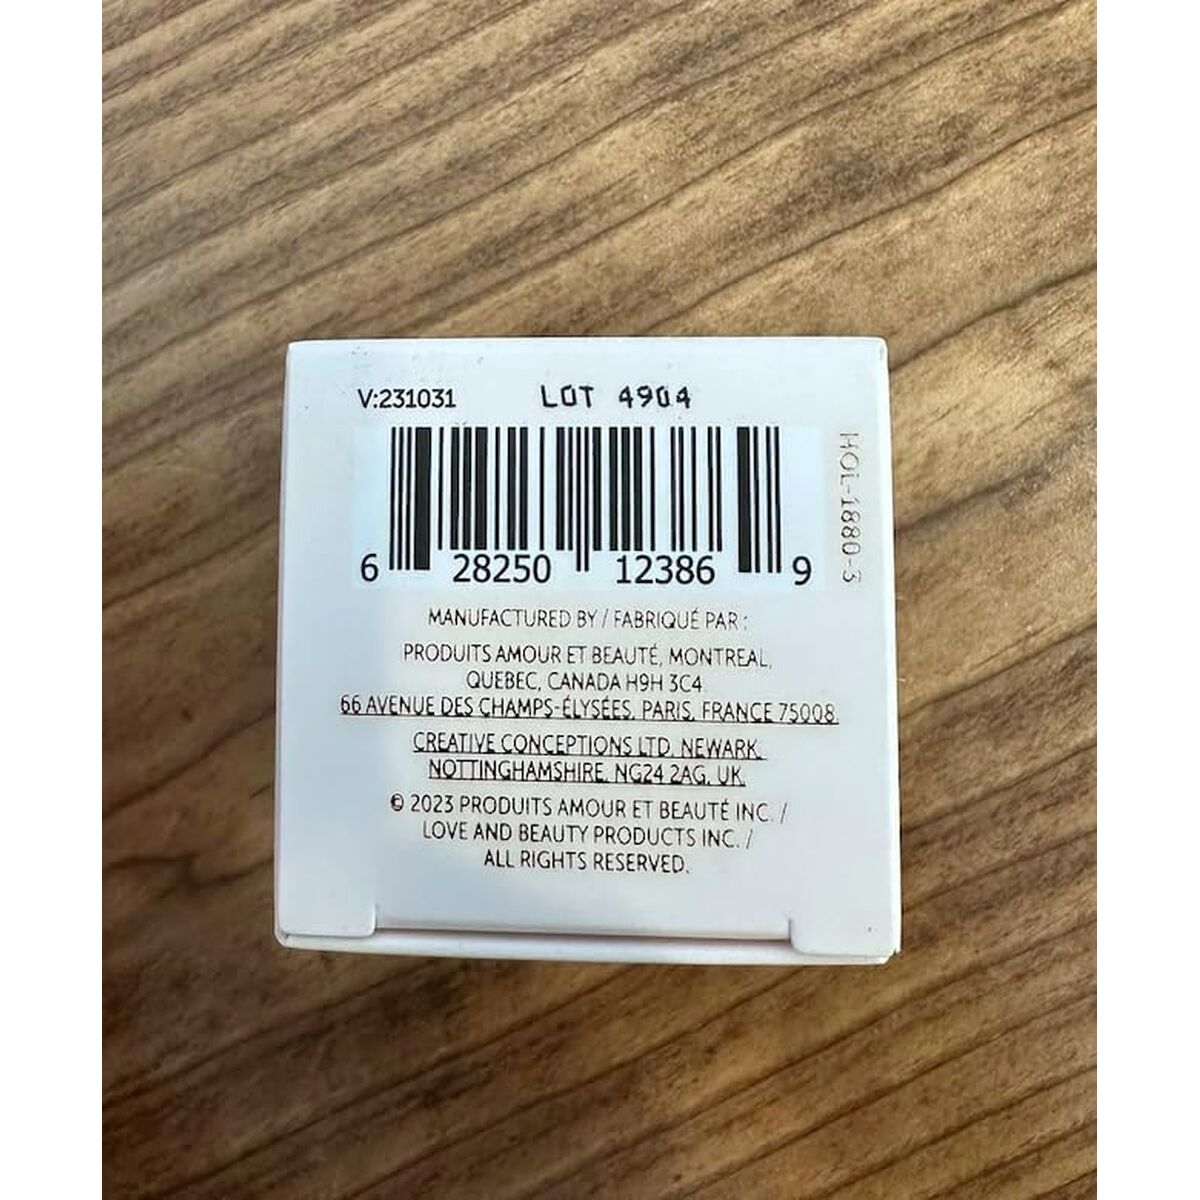 V:231031 LOT 4904
HOL-1880-3
6 28250 12386 9
MANUFACTURED BY / FABRIQUÉ PAR :
PRODUITS AMOUR ET BEAUTÉ, MONTREAL,
QUEBEC, CANADA H9H 3C4
66 AVENUE DES CHAMPS-ÉLYSÉES, PARIS, FRANCE 75008.
CREATIVE CONCEPTIONS LTD, NEWARK,
NOTTINGHAMSHIRE, NG24 2AG, UK.
© 2023 PRODUITS AMOUR ET BEAUTÉ INC. /
LOVE AND BEAUTY PRODUCTS INC. /
ALL RIGHTS RESERVED.